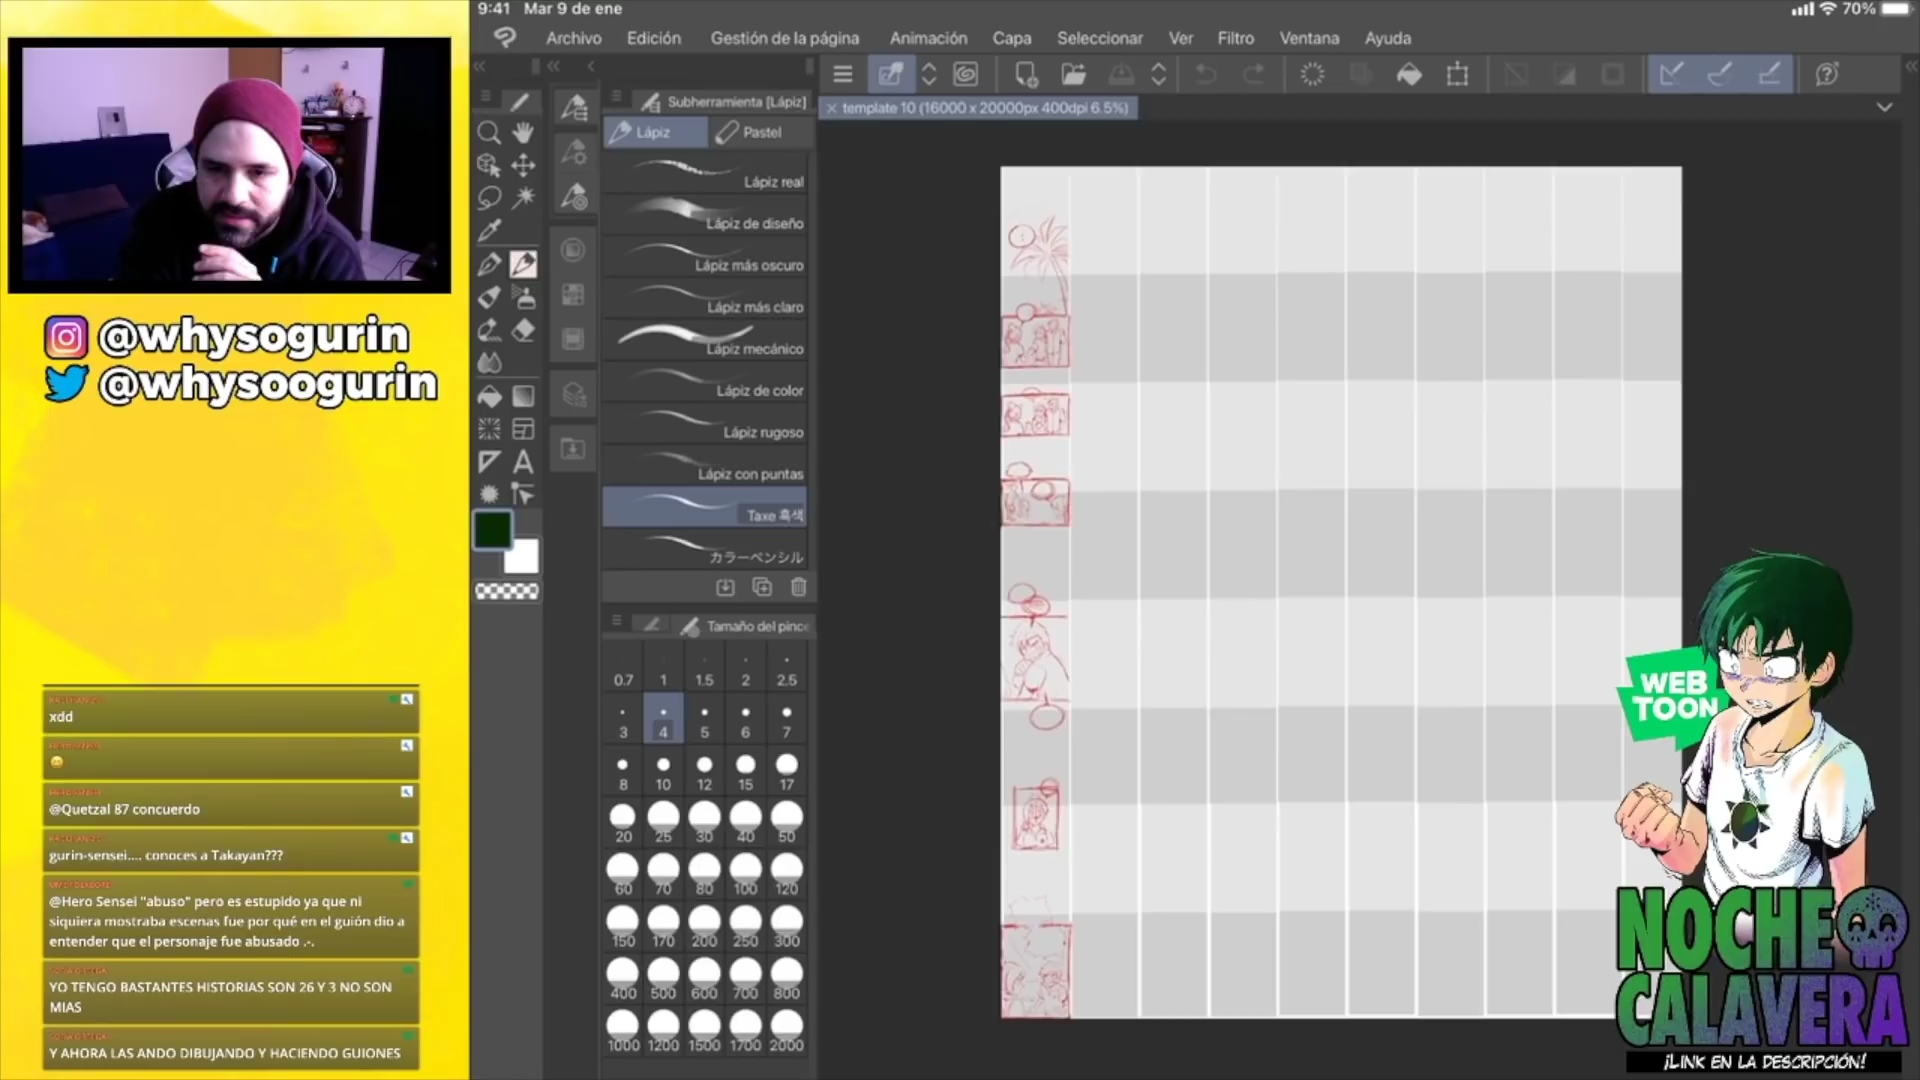 9:41 Mar 9 de ene
70%
Archivo Edición Gestión de la página Animación Capa Seleccionar Ver Filtro Ventana Ayuda
template 10 (16000 x 20000px 400dpi 6.5%)
Subherramienta [Lápiz]
Lápiz Pastel
Lápiz real
Lápiz de diseño
Lápiz más oscuro
Lápiz más claro
Lápiz mecánico
Lápiz de color
Lápiz rugoso
Lápiz con puntas
Taxe 흑색
カラーペンシル
Tamaño del pince
0.7 1 1.5 2 2.5
3 4 5 6 7
8 10 12 15 17
20 25 30 40 50
60 70 80 100 120
150 170 200 250 300
400 500 600 700 800
1000 1200 1500 1700 2000
@whysogurin
@whysoogurin
xdd
@Quetzal 87 concuerdo
gurin-sensei.... conoces a Takayan???
@Hero Sensei "abuso" pero es estupido ya que ni
siquiera mostraba escenas fue por qué en el guión dio a
entender que el personaje fue abusado .-.
YO TENGO BASTANTES HISTORIAS SON 26 Y 3 NO SON
MIAS
Y AHORA LAS ANDO DIBUJANDO Y HACIENDO GUIONES
WEB
TOON
NOCHE
CALAVERA
¡LINK EN LA DESCRIPCIÓN!